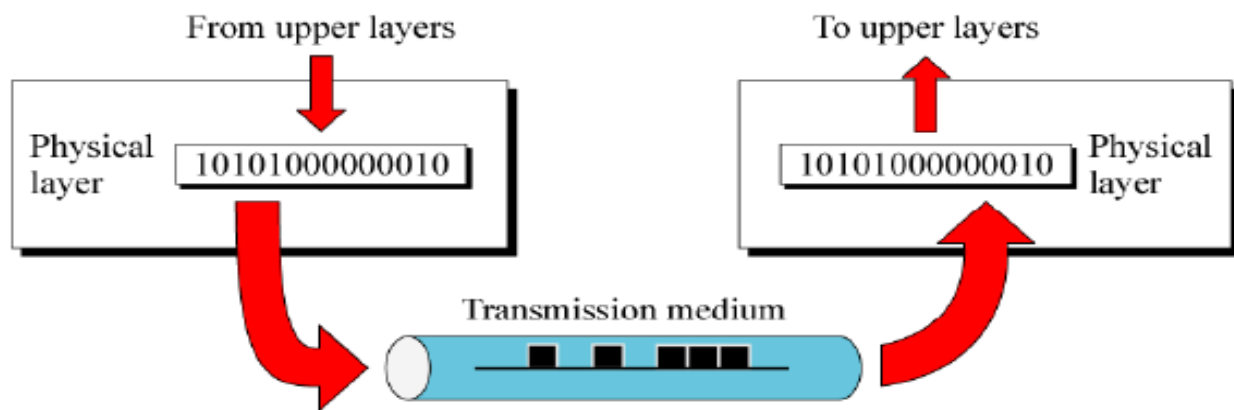 From upper layers
To upper layers
Physical
layer
10101000000010
10101000000010
Physical
layer
Transmission medium